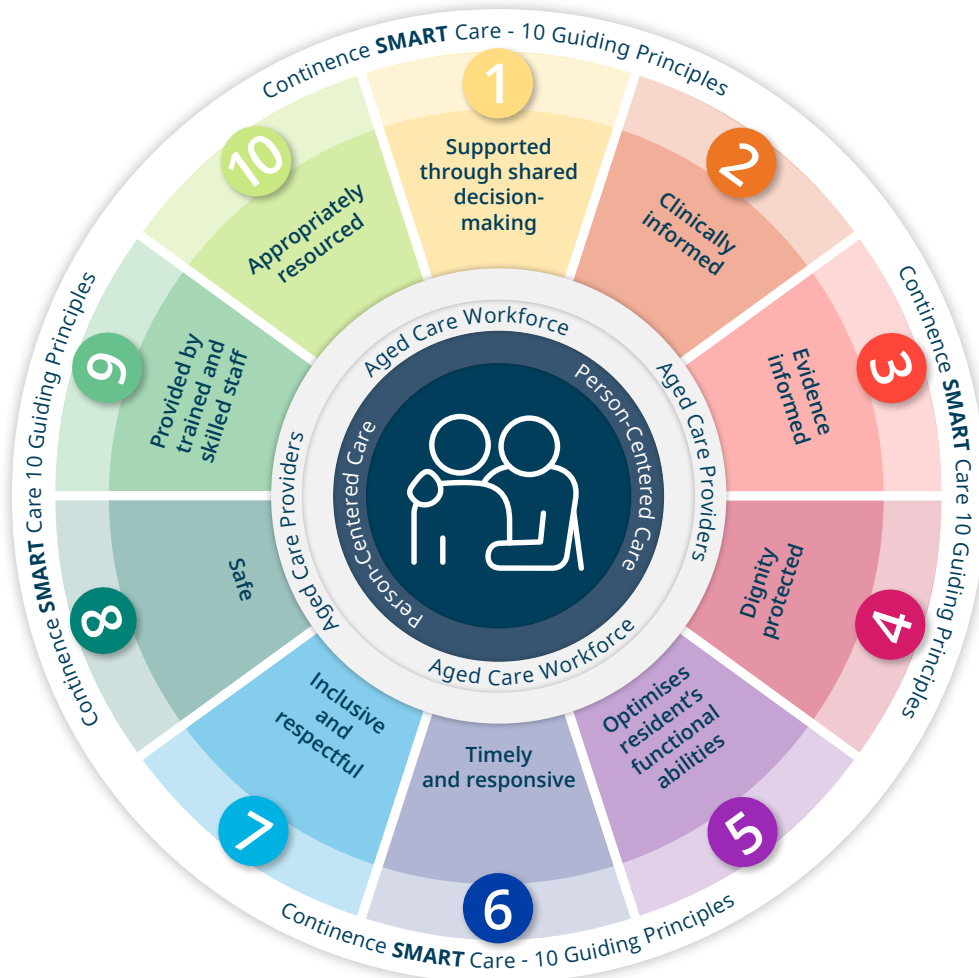 Continence SMART Care - 10 Guiding Principles
1
Supported
through shared
decision-
making
2
Clinically
informed
Continence SMART Care 10 Guiding Principles
3
Evidence
informed
4
Dignity
protected
5
Optimises
resident's
functional
abilities
6
Timely
and responsive
Continence SMART Care - 10 Guiding Principles
7
Inclusive
and
respectful
8
Safe
Continence SMART Care 10 Guiding Principles
9
Provided by
trained and
skilled staff
10
Appropriately
resourced
Aged Care Workforce
Aged Care Providers
Aged Care Workforce
Aged Care Providers
Person-Centered Care
Person-Centered Care